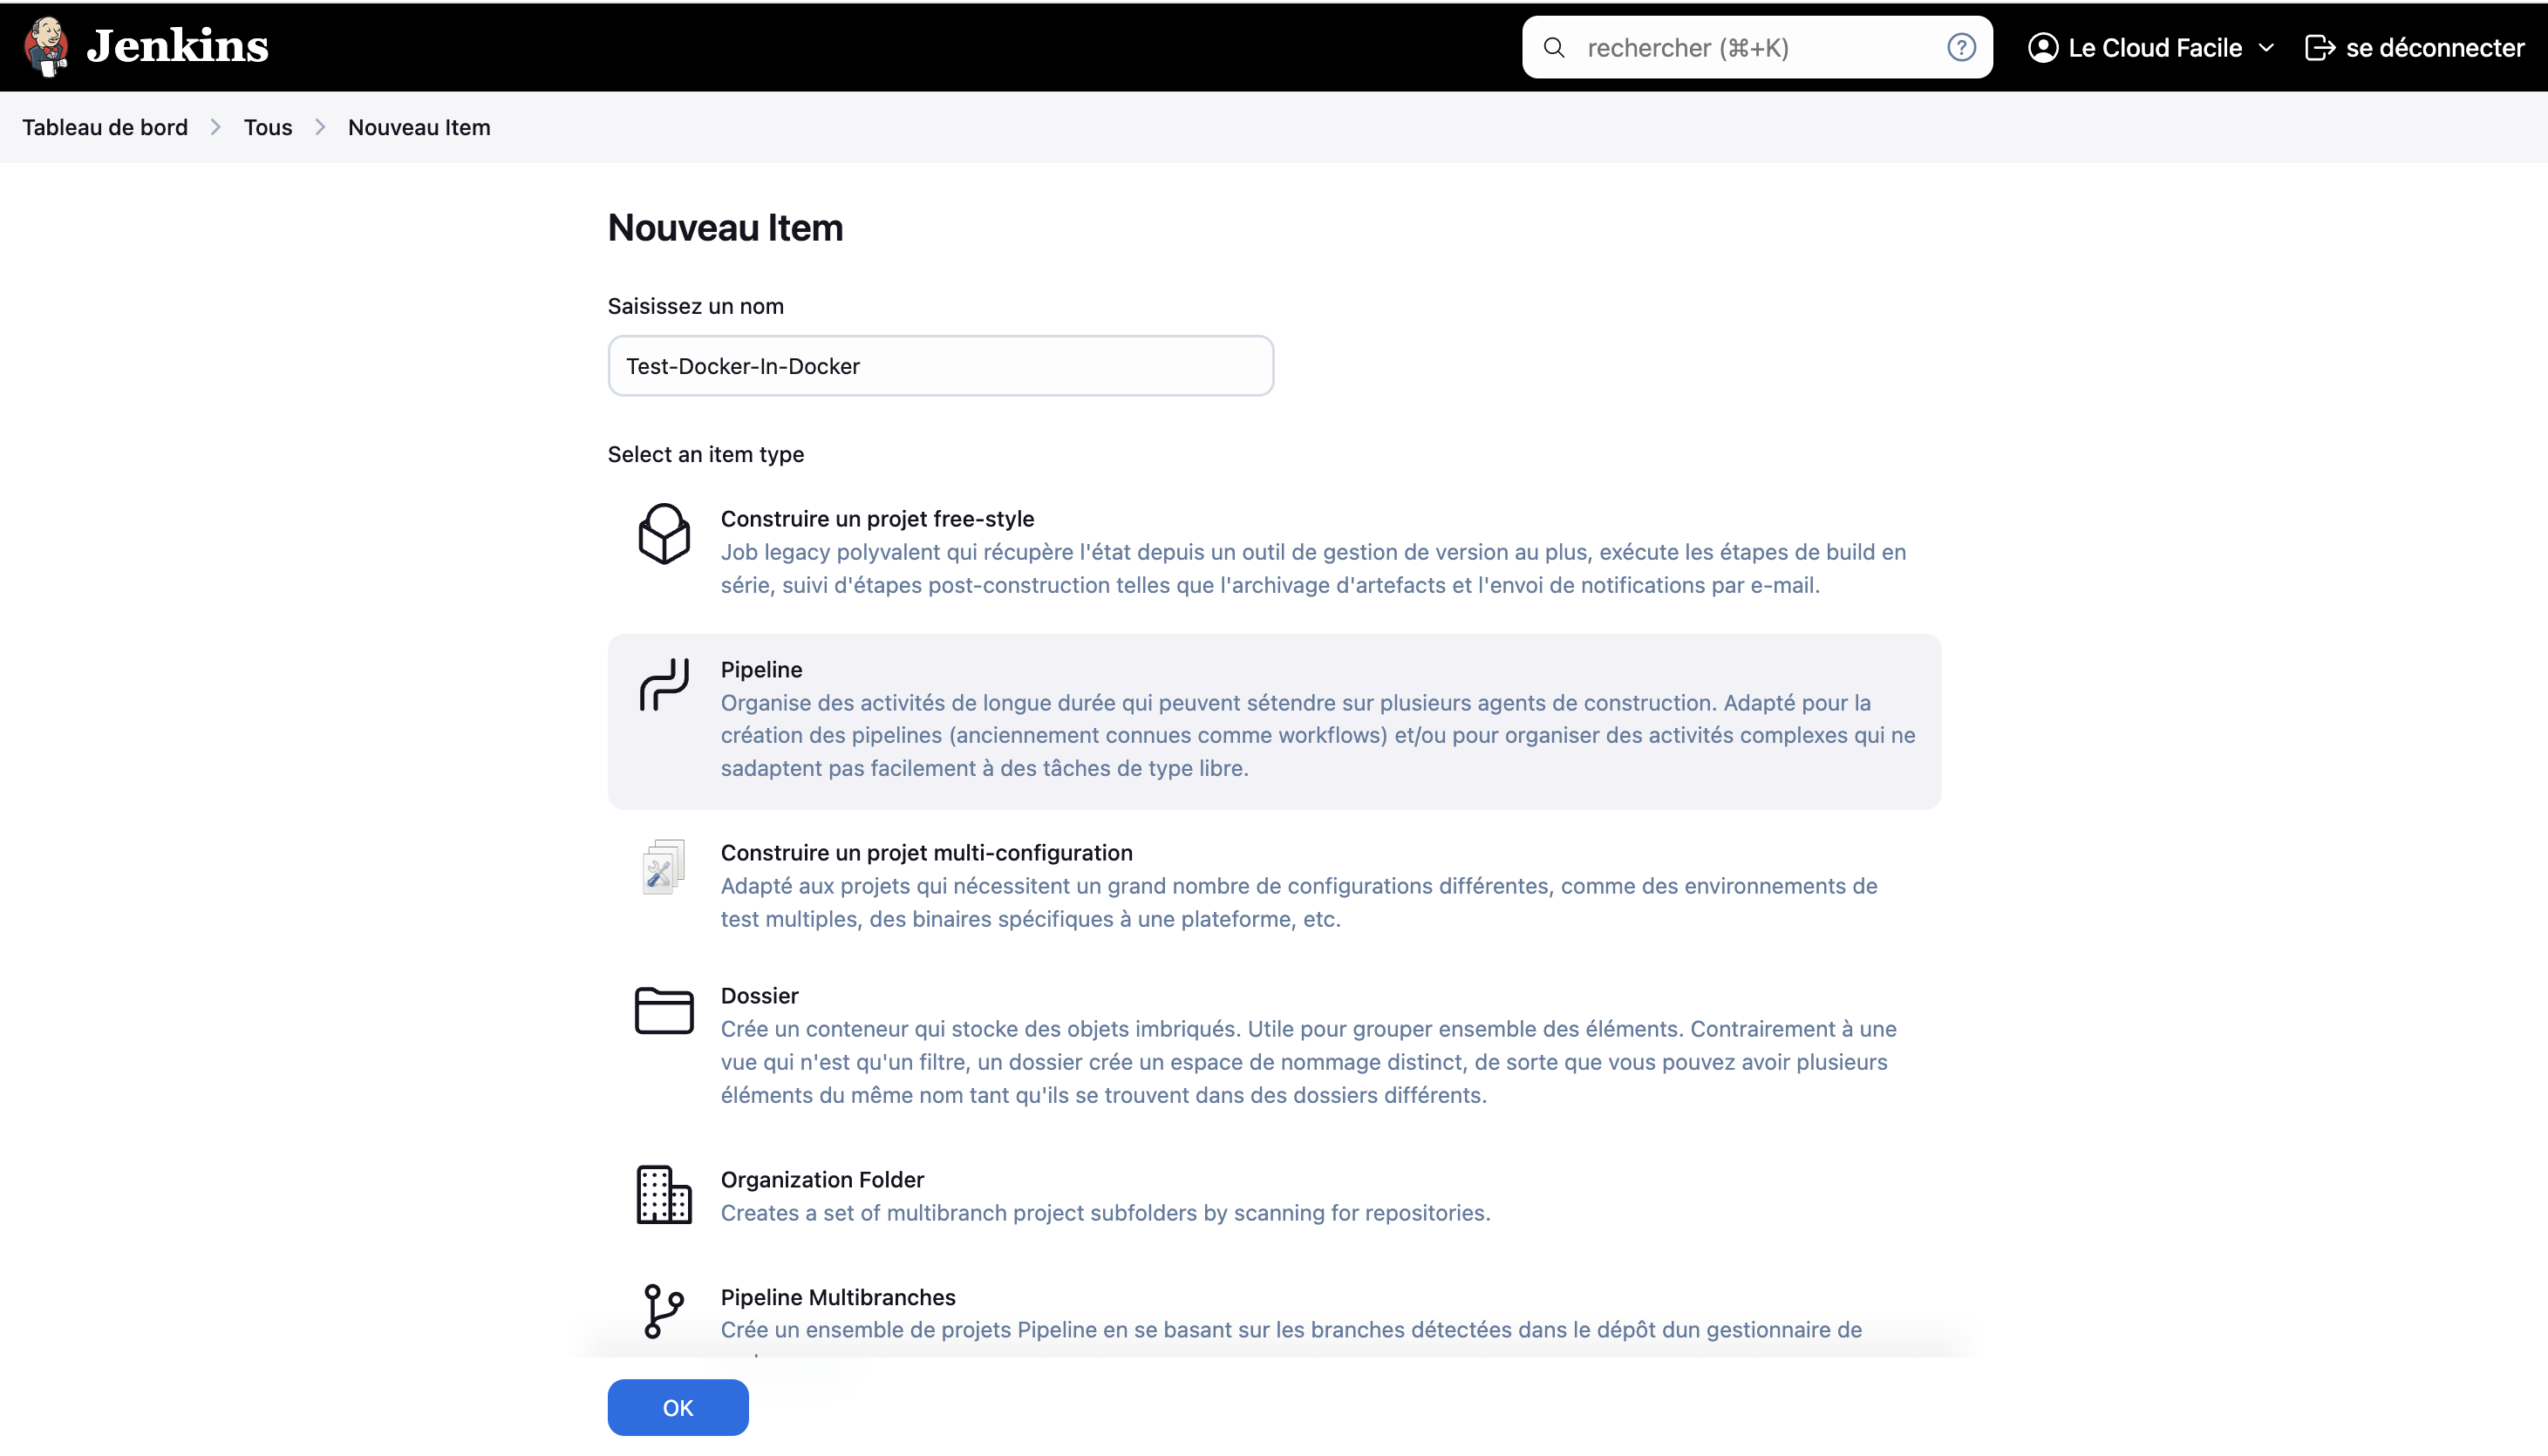 Jenkins
rechercher (⌘+K)
Le Cloud Facile
se déconnecter
Tableau de bord
Tous
Nouveau Item
Nouveau Item
Saisissez un nom
Test-Docker-In-Docker
Select an item type
Construire un projet free-style
Job legacy polyvalent qui récupère l'état depuis un outil de gestion de version au plus, exécute les étapes de build en
série, suivi d'étapes post-construction telles que l'archivage d'artefacts et l'envoi de notifications par e-mail.
Pipeline
Organise des activités de longue durée qui peuvent sétendre sur plusieurs agents de construction. Adapté pour la
création des pipelines (anciennement connues comme workflows) et/ou pour organiser des activités complexes qui ne
sadaptent pas facilement à des tâches de type libre.
Construire un projet multi-configuration
Adapté aux projets qui nécessitent un grand nombre de configurations différentes, comme des environnements de
test multiples, des binaires spécifiques à une plateforme, etc.
Dossier
Crée un conteneur qui stocke des objets imbriqués. Utile pour grouper ensemble des éléments. Contrairement à une
vue qui n'est qu'un filtre, un dossier crée un espace de nommage distinct, de sorte que vous pouvez avoir plusieurs
éléments du même nom tant qu'ils se trouvent dans des dossiers différents.
Organization Folder
Creates a set of multibranch project subfolders by scanning for repositories.
Pipeline Multibranches
Crée un ensemble de projets Pipeline en se basant sur les branches détectées dans le dépôt dun gestionnaire de
OK